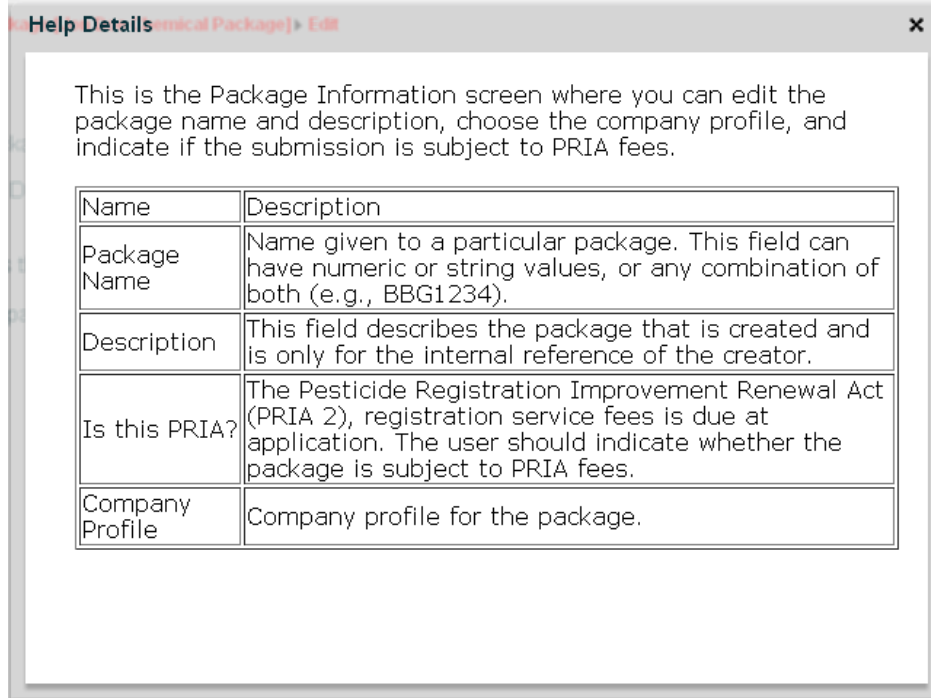 Help Details emical Package]▸ Edit
This is the Package Information screen where you can edit the
package name and description, choose the company profile, and
indicate if the submission is subject to PRIA fees.
Name Description
Package Name given to a particular package. This field can
Name have numeric or string values, or any combination of
both (e.g., BBG1234).
Description This field describes the package that is created and
is only for the internal reference of the creator.
The Pesticide Registration Improvement Renewal Act
Is this PRIA? (PRIA 2), registration service fees is due at
application. The user should indicate whether the
package is subject to PRIA fees.
Company
Profile Company profile for the package.